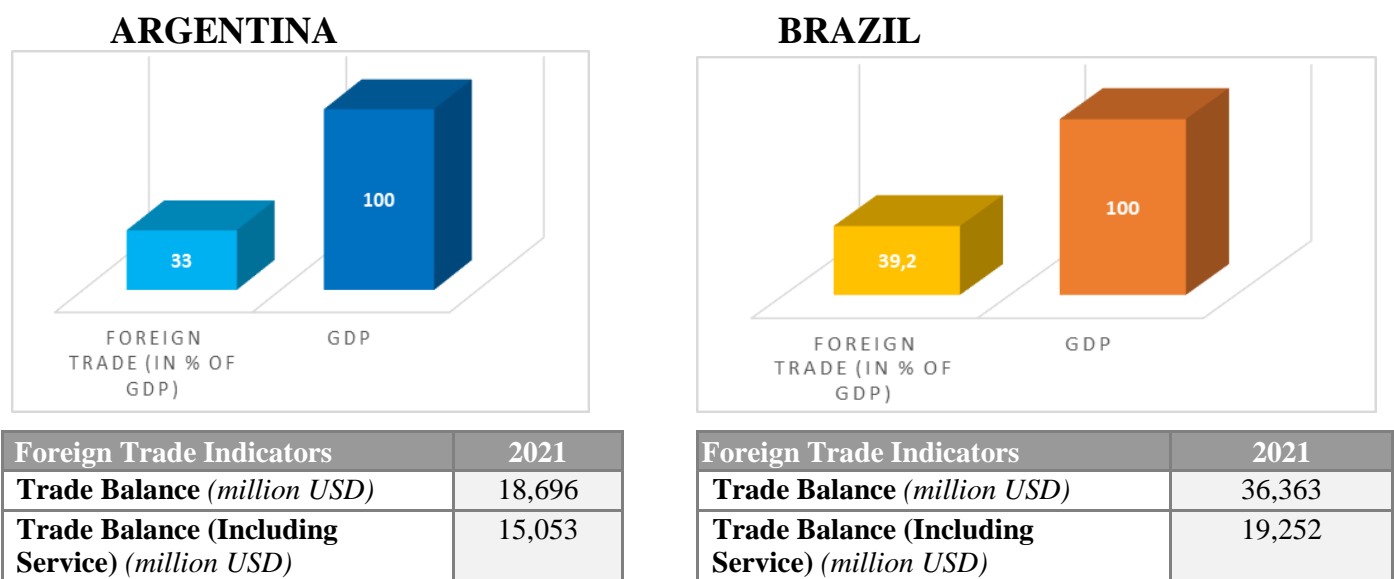 ARGENTINA
100
33
FOREIGN
TRADE (IN % OF
GDP)
GDP
Foreign Trade Indicators 2021
Trade Balance (million USD) 18,696
Trade Balance (Including 15,053
Service) (million USD)
BRAZIL
100
39,2
FOREIGN
TRADE (IN % OF
GDP)
GDP
Foreign Trade Indicators 2021
Trade Balance (million USD) 36,363
Trade Balance (Including 19,252
Service) (million USD)